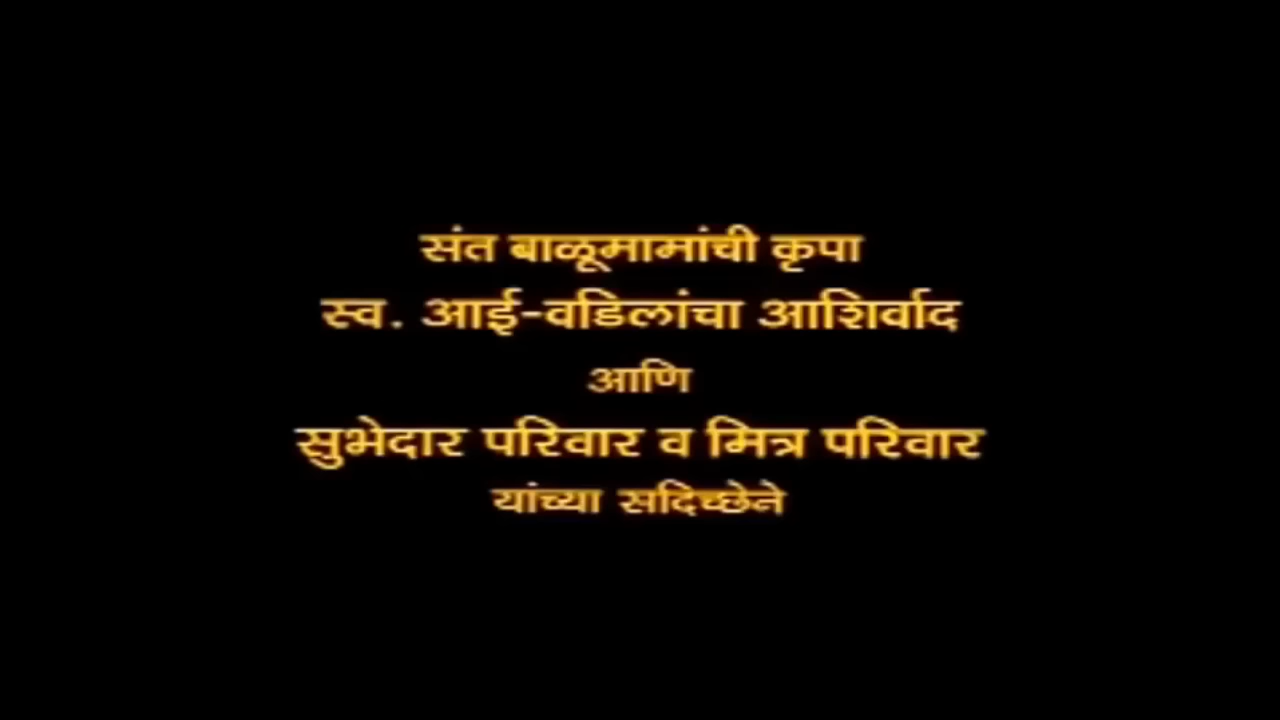 संत बाळूमामांची कृपा
स्व. आई-वडिलांचा आशिर्वाद
आणि
सुभेदार परिवार व मित्र परिवार
यांच्या सदिच्छेने